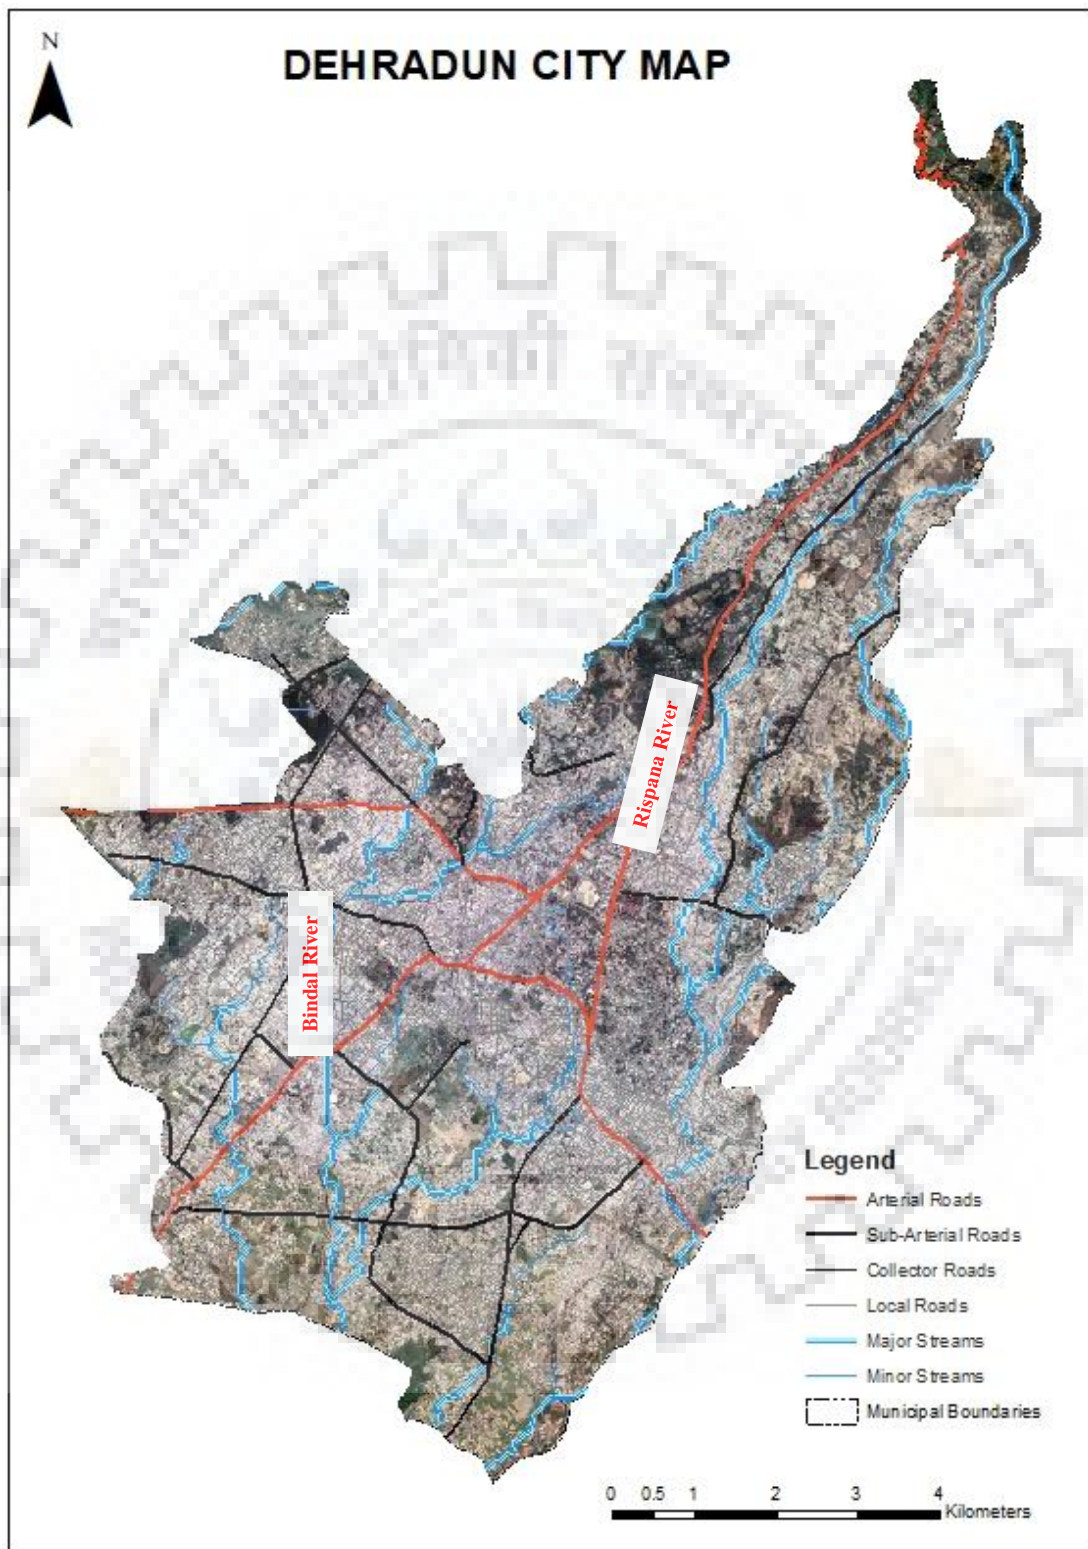 N
DEHRADUN CITY MAP
Rispana River
Bindal River
Legend
Arterial Roads
Sub-Arterial Roads
Collector Roads
Local Roads
Major Streams
Minor Streams
Municipal Boundaries
0 0.5 1 2 3 4
Kilometers